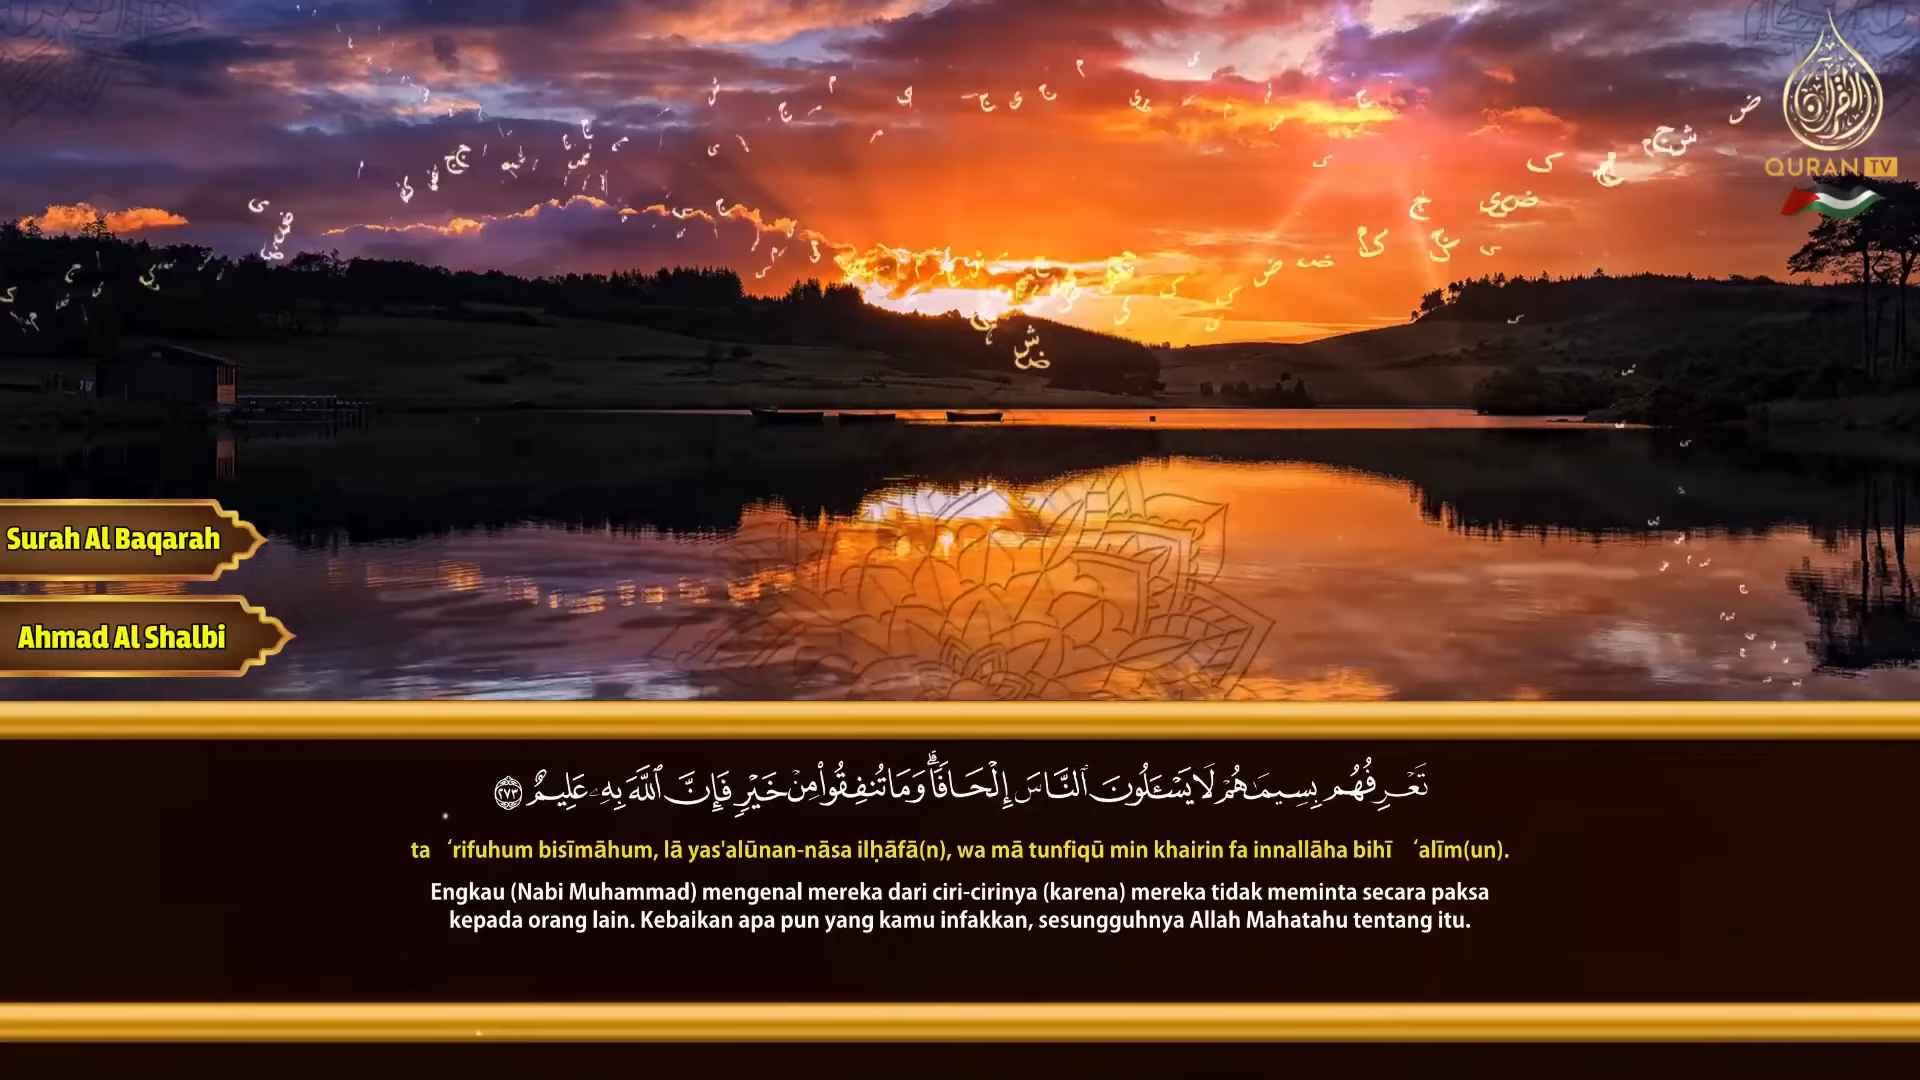 القرآن
QURAN TV
Surah Al Baqarah
Ahmad Al Shalbi
تَعْرِفُهُم بِسِيمَٰهُمْ لَا يَسْـَٔلُونَ ٱلنَّاسَ إِلْحَافًۭا ۗ وَمَا تُنفِقُوا۟ مِنْ خَيْرٍۢ فَإِنَّ ٱللَّهَ بِهِۦ عَلِيمٌ ٢٧٣
ta ‘rifuhum bisīmāhum, lā yas'alūnan-nāsa ilḥāfā(n), wa mā tunfiqū min khairin fa innallāha bihī ‘alīm(un).
Engkau (Nabi Muhammad) mengenal mereka dari ciri-cirinya (karena) mereka tidak meminta secara paksa
kepada orang lain. Kebaikan apa pun yang kamu infakkan, sesungguhnya Allah Mahatahu tentang itu.